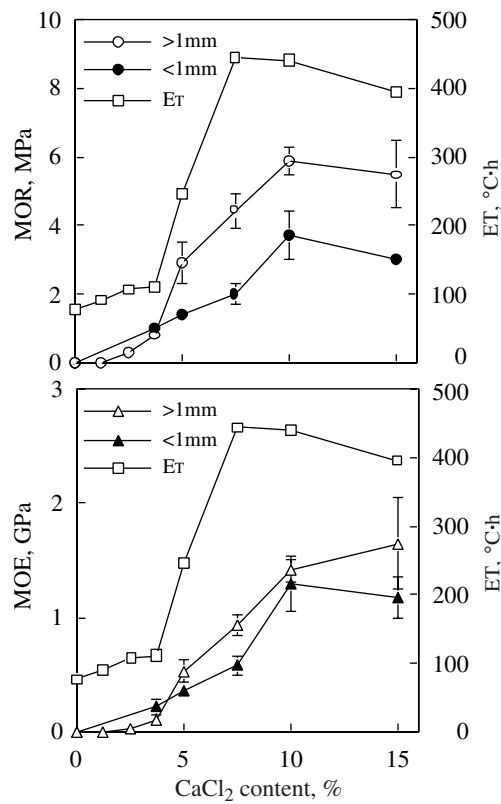 10
8
6
4
2
0
MOR, MPa
>1mm
<1mm
ET
500
400
300
200
100
0
ET, °C·h
3
2
1
0
MOE, GPa
>1mm
<1mm
ET
500
400
300
200
100
0
ET, °C·h
0 5 10 15
CaCl2 content, %